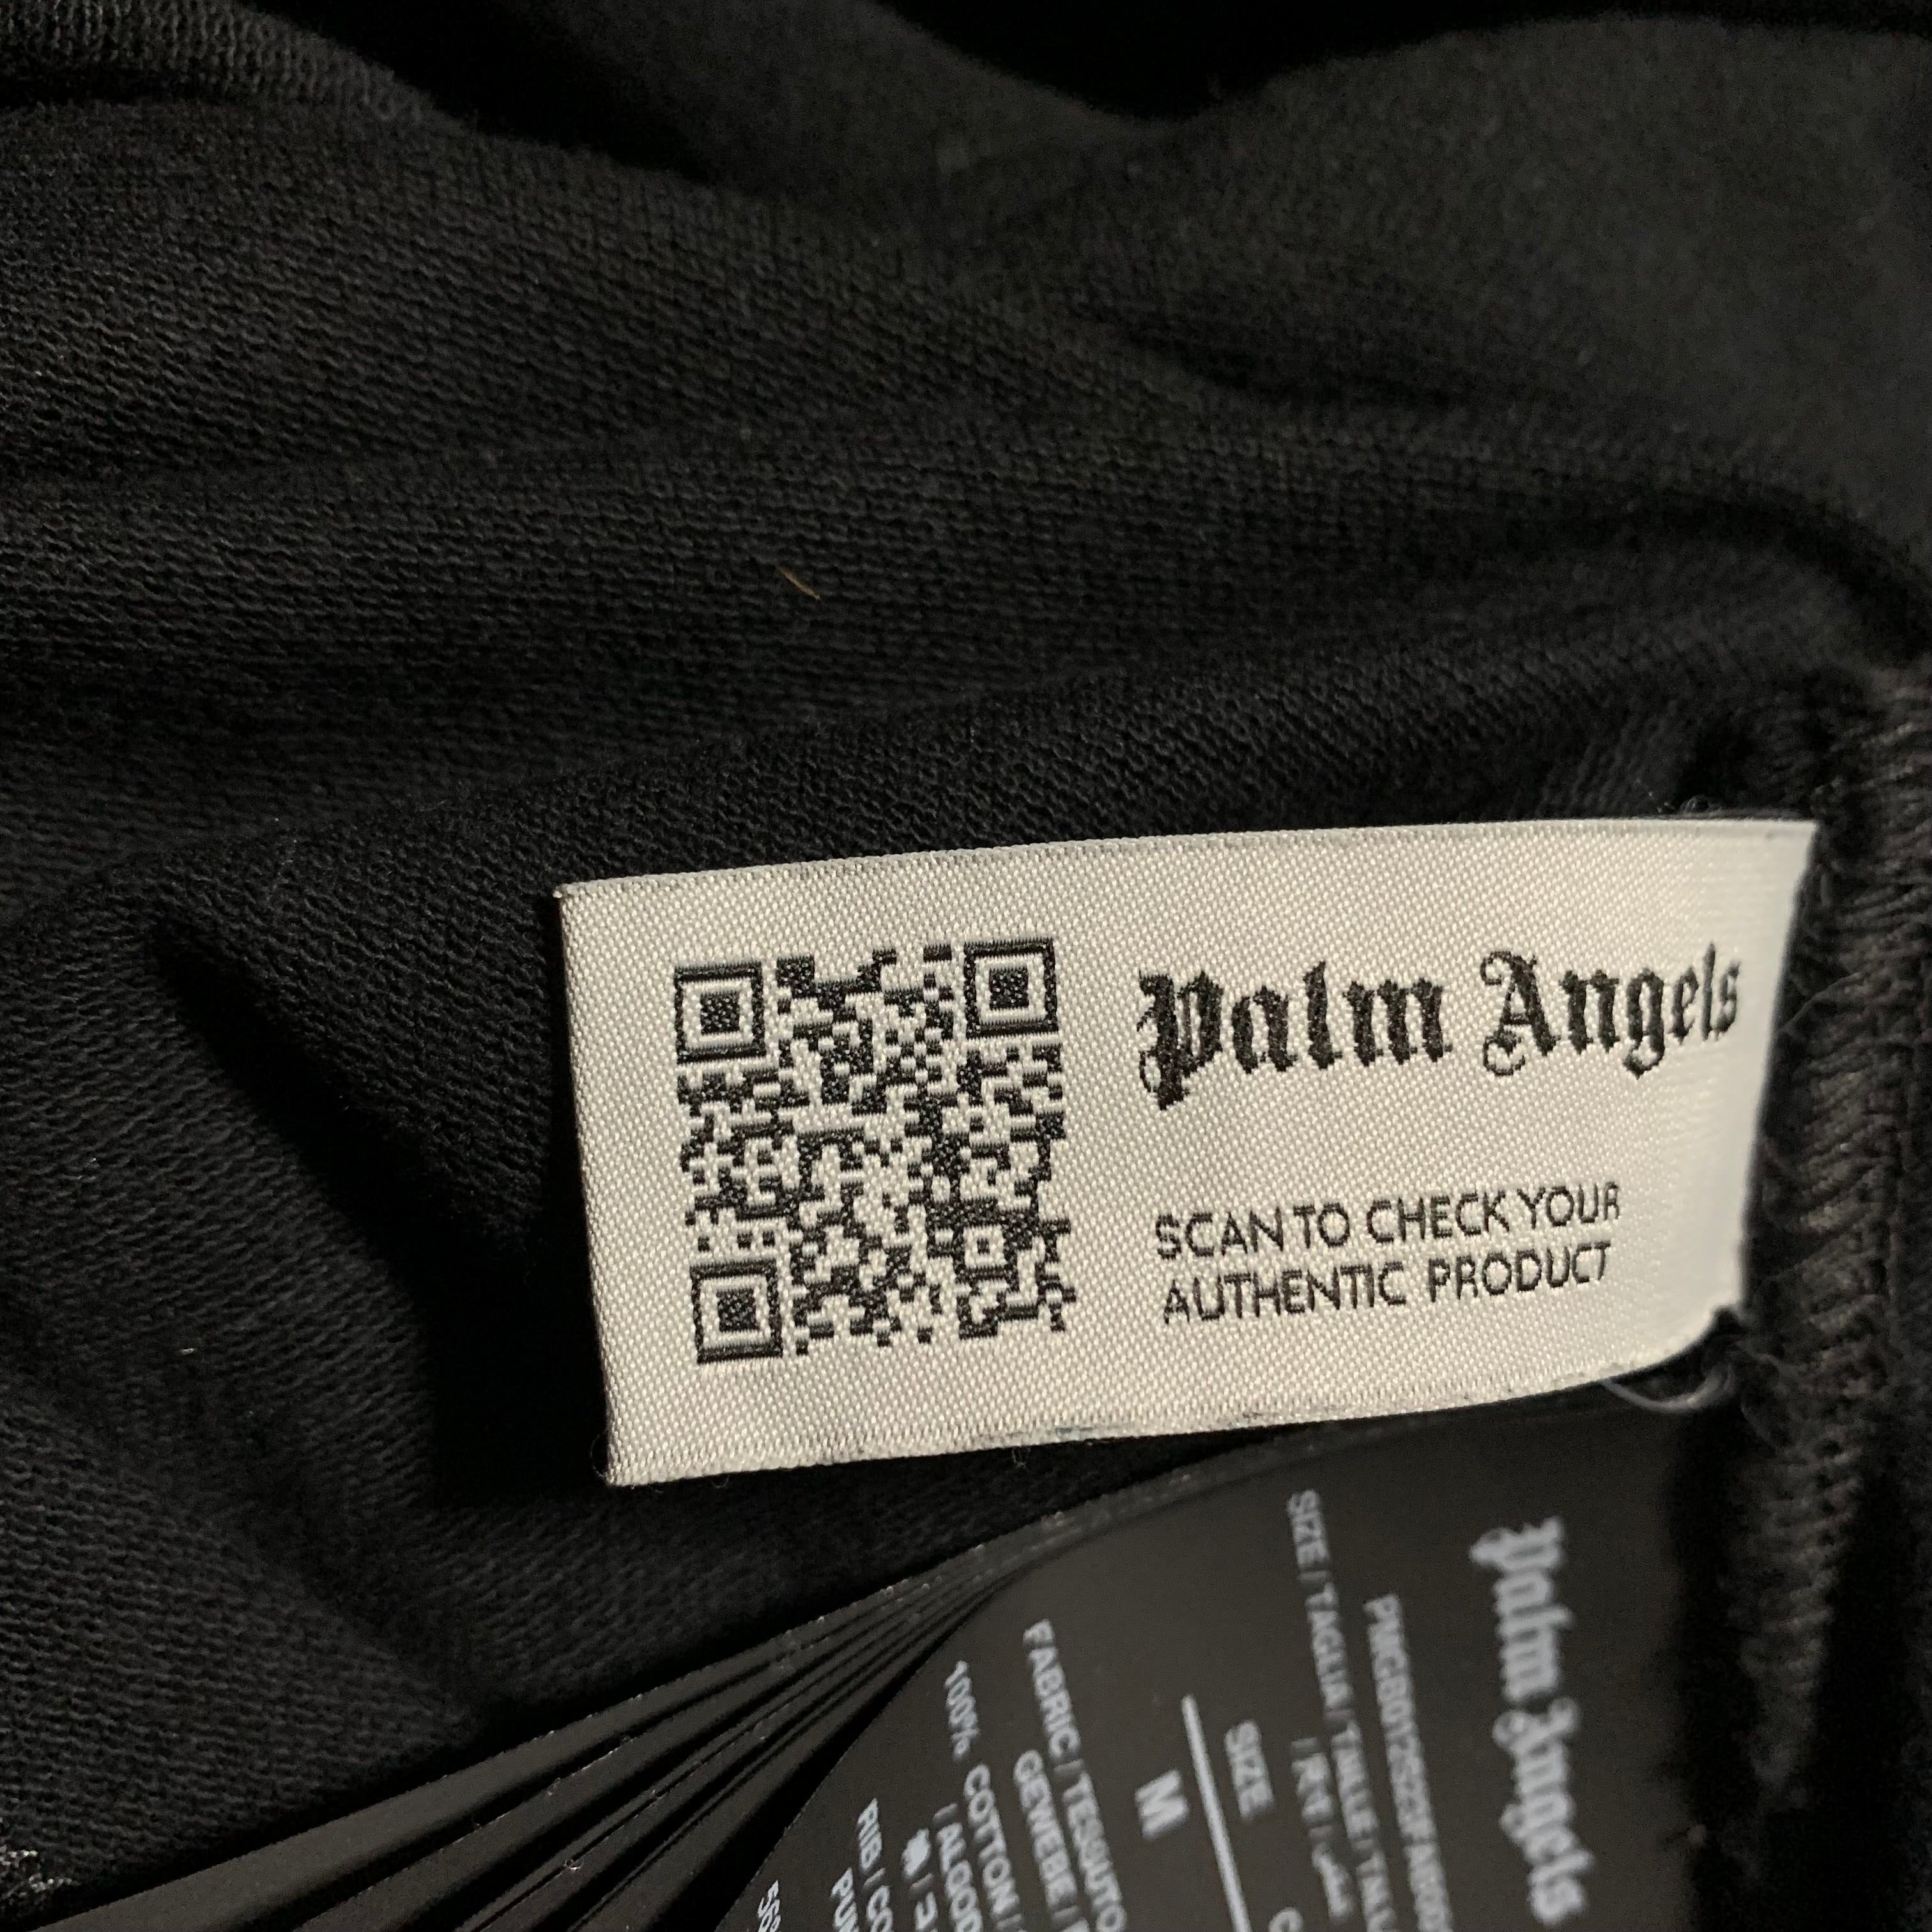 Palm Angels
SCAN TO CHECK YOUR
AUTHENTIC PRODUCT
Palm Angels
SIZE / TAGLIA / TAILLE /
SIZE
M
FABRIC / TESSUTO
GEWEBE /
100% COTTON /
RIB /